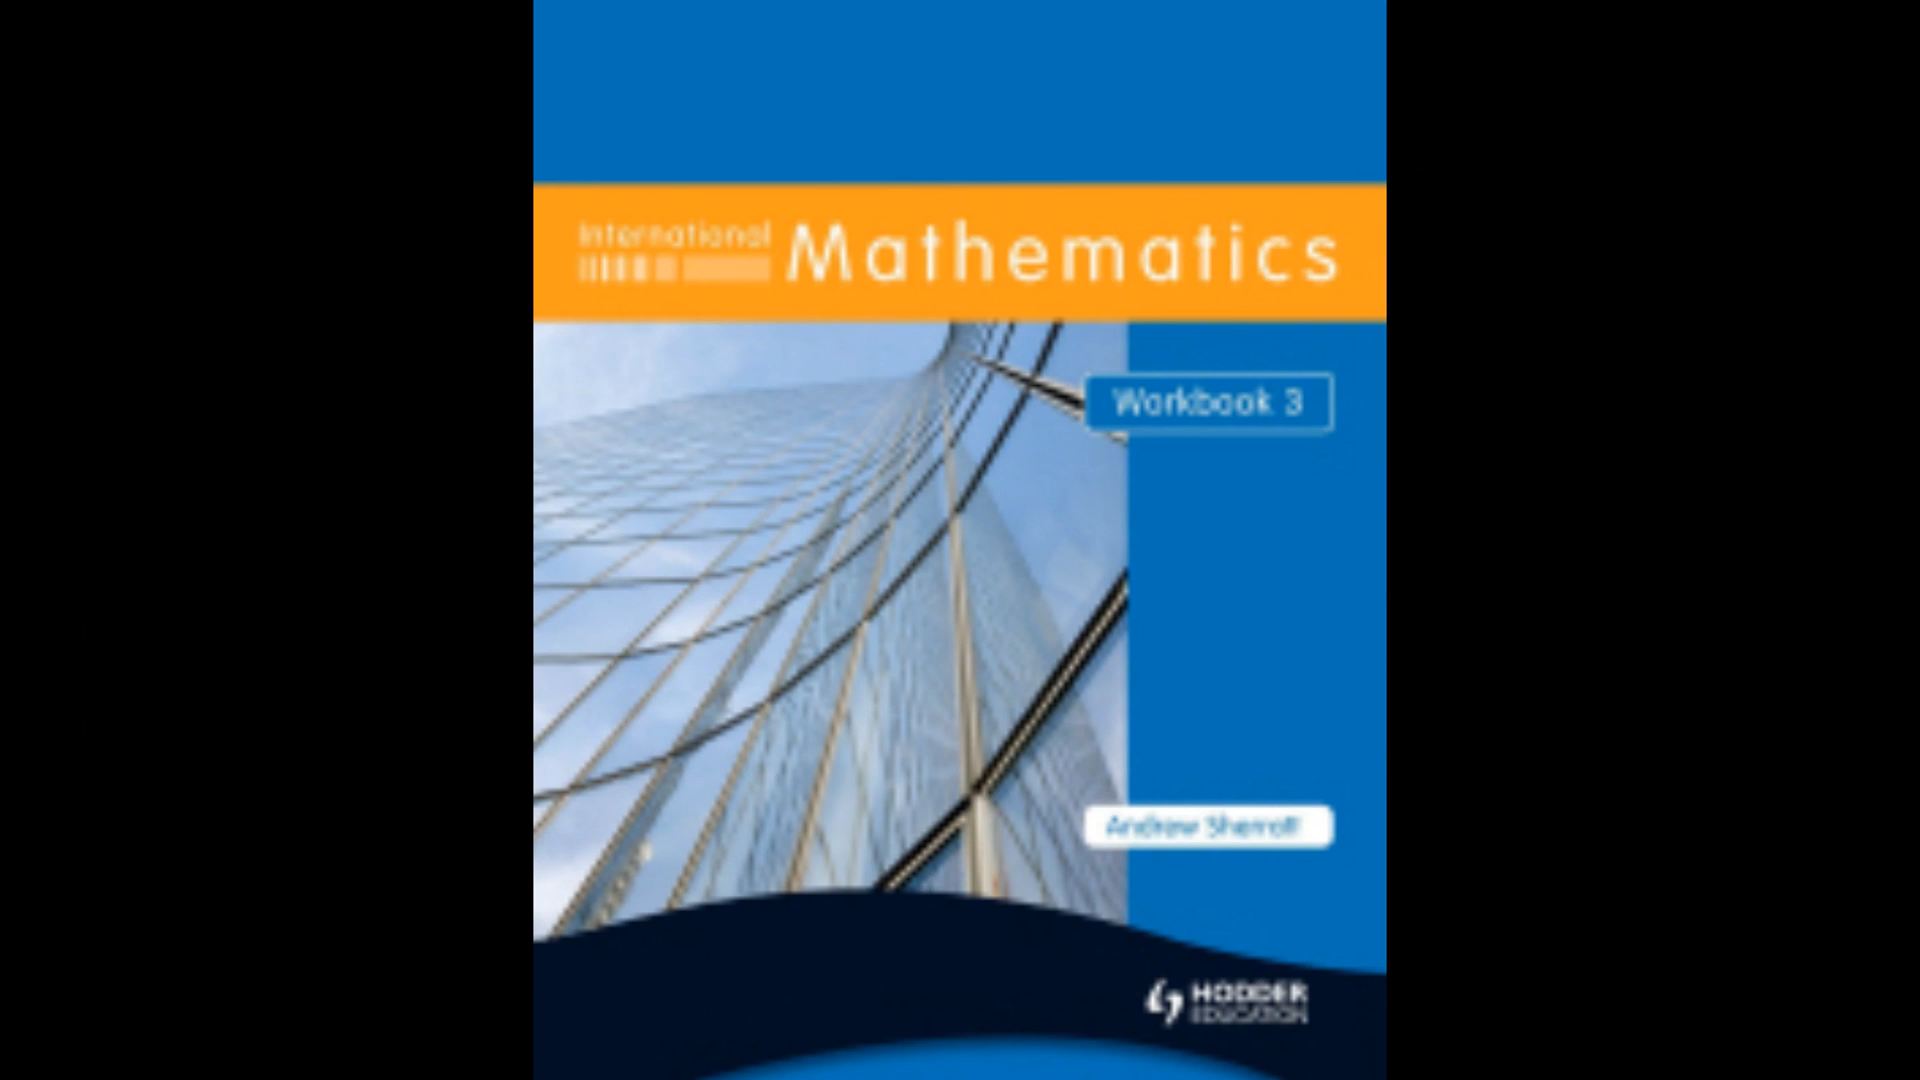 International
Mathematics
Workbook 3
Andrew Sherratt
HODDER
EDUCATION